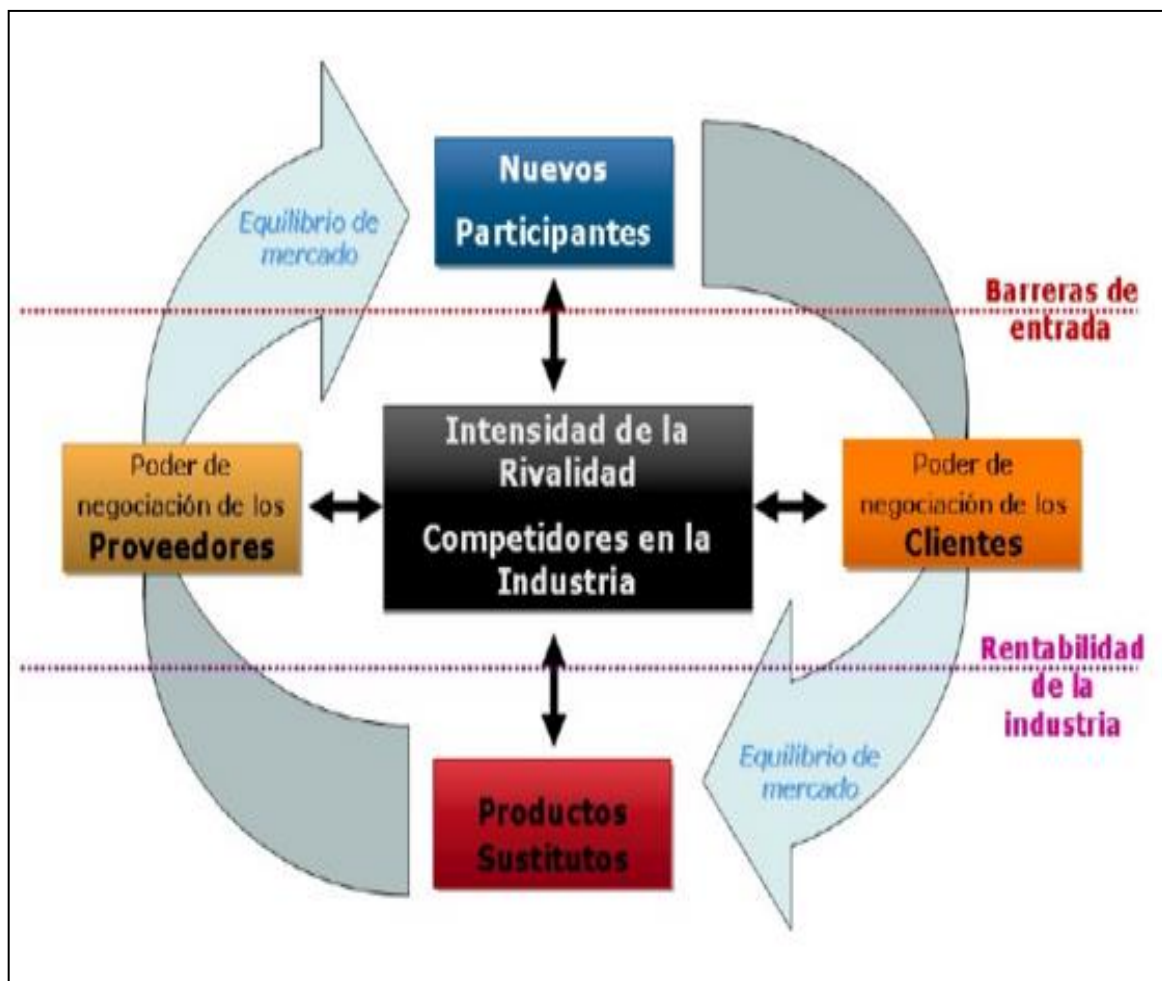 Nuevos
Participantes
Equilibrio de
mercado
Barreras de
entrada
Intensidad de la
Rivalidad
Competidores en la
Industria
Poder de
negociación de los
Proveedores
Poder de
negociación de los
Clientes
Rentabilidad
de la
industria
Equilibrio de
mercado
Productos
Sustitutos